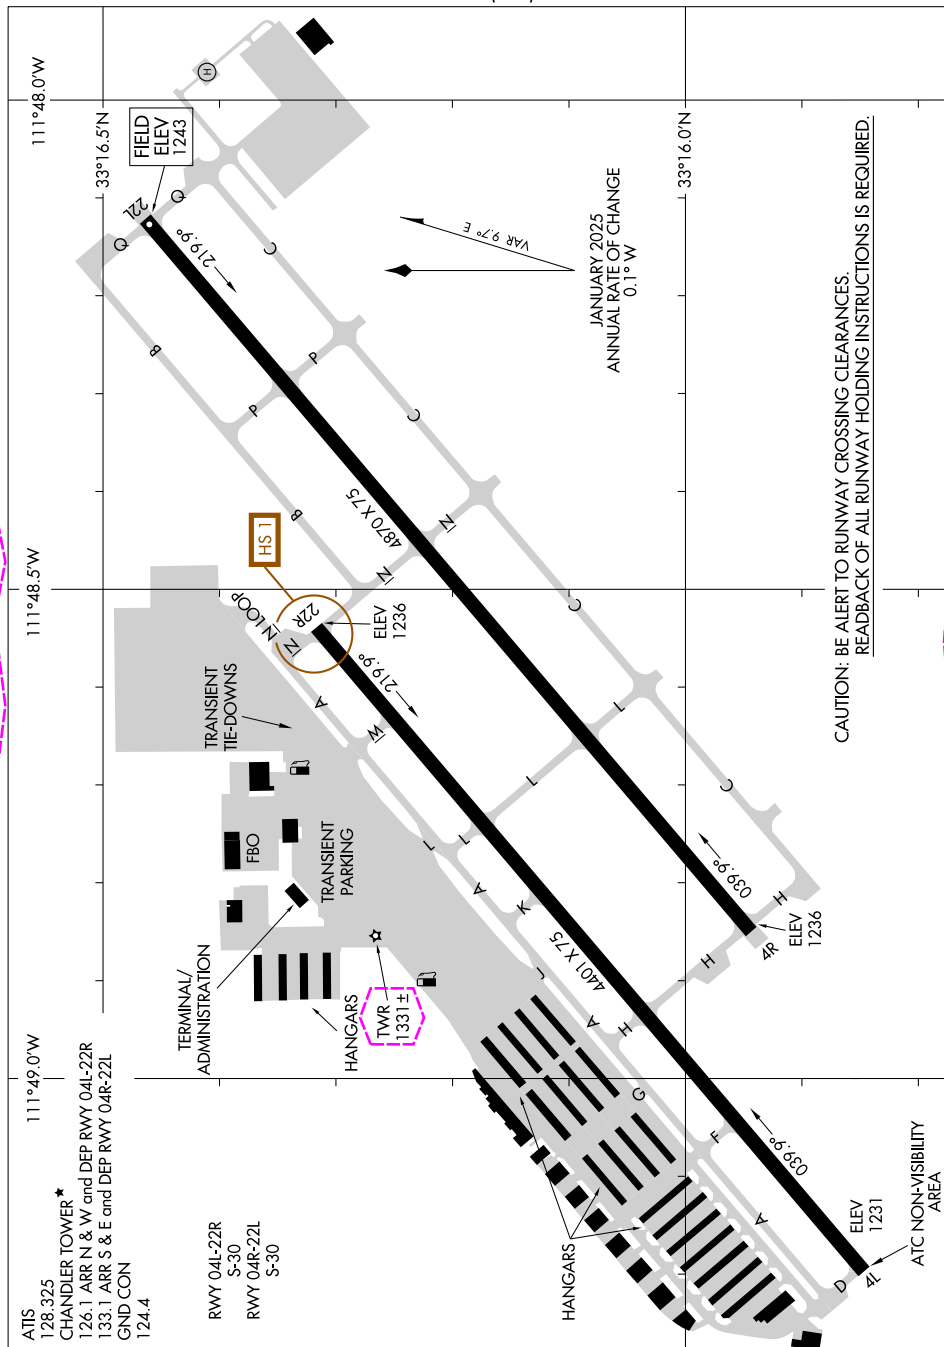 111°48.0'W
33°16.5'N
FIELD
ELEV
1243
H
22L
Q
Q
219.9°
C
VAR 9.7° E
JANUARY 2025
ANNUAL RATE OF CHANGE
0.1° W
33°16.0'N
CAUTION: BE ALERT TO RUNWAY CROSSING CLEARANCES.
READBACK OF ALL RUNWAY HOLDING INSTRUCTIONS IS REQUIRED.
B
P
P
C
B
4870 X 75
N
N
HS 1
111°48.5'W
N LOOP
N
22R
ELEV
1236
219.9°
C
TRANSIENT
TIE-DOWNS
A
M
L
L
C
FBO
TRANSIENT
PARKING
L
L
A
K
039.9°
H
ELEV
1236
4R
TERMINAL/
ADMINISTRATION
HANGARS
TWR
1331±
J
4401 X 75
A
H
H
111°49.0'W
G
F
039.9°
A
HANGARS
ELEV
1231
D
4L
ATC NON-VISIBILITY
AREA
ATIS
128.325
CHANDLER TOWER★
126.1 ARR N & W and DEP RWY 04L-22R
133.1 ARR S & E and DEP RWY 04R-22L
GND CON
124.4
RWY 04L-22R
S-30
RWY 04R-22L
S-30